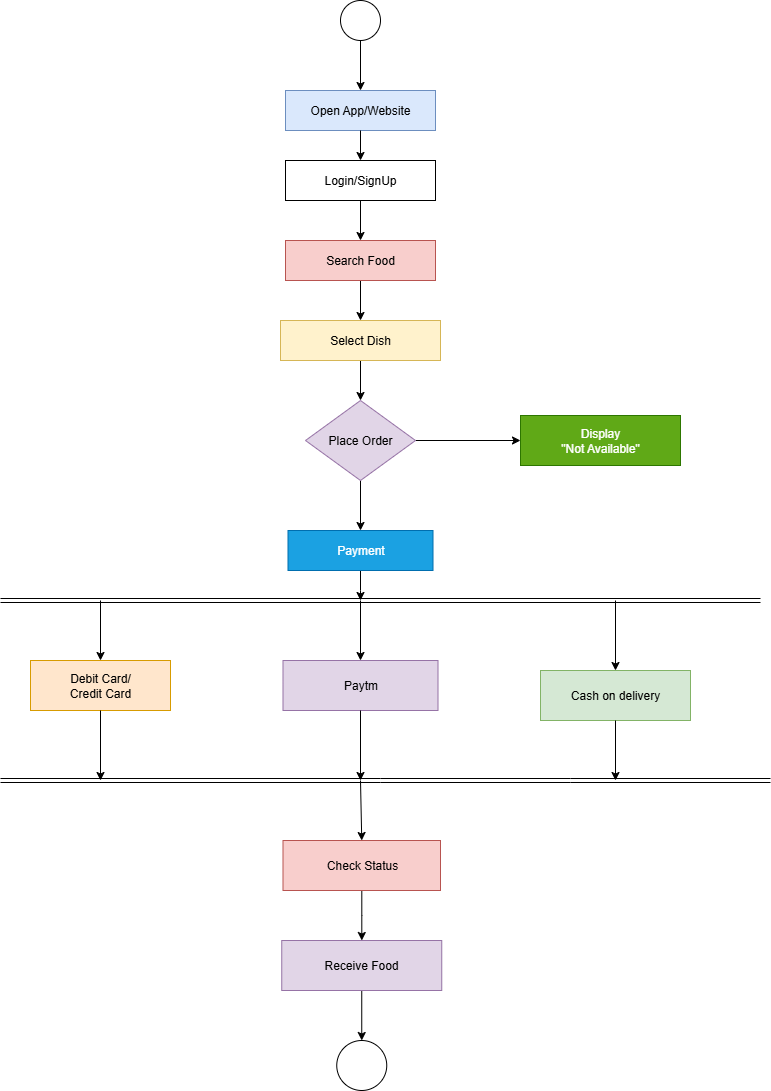 Open App/Website
Login/SignUp
Search Food
Select Dish
Place Order
Display
"Not Available"
Payment
Debit Card/
Credit Card
Paytm
Cash on delivery
Check Status
Receive Food